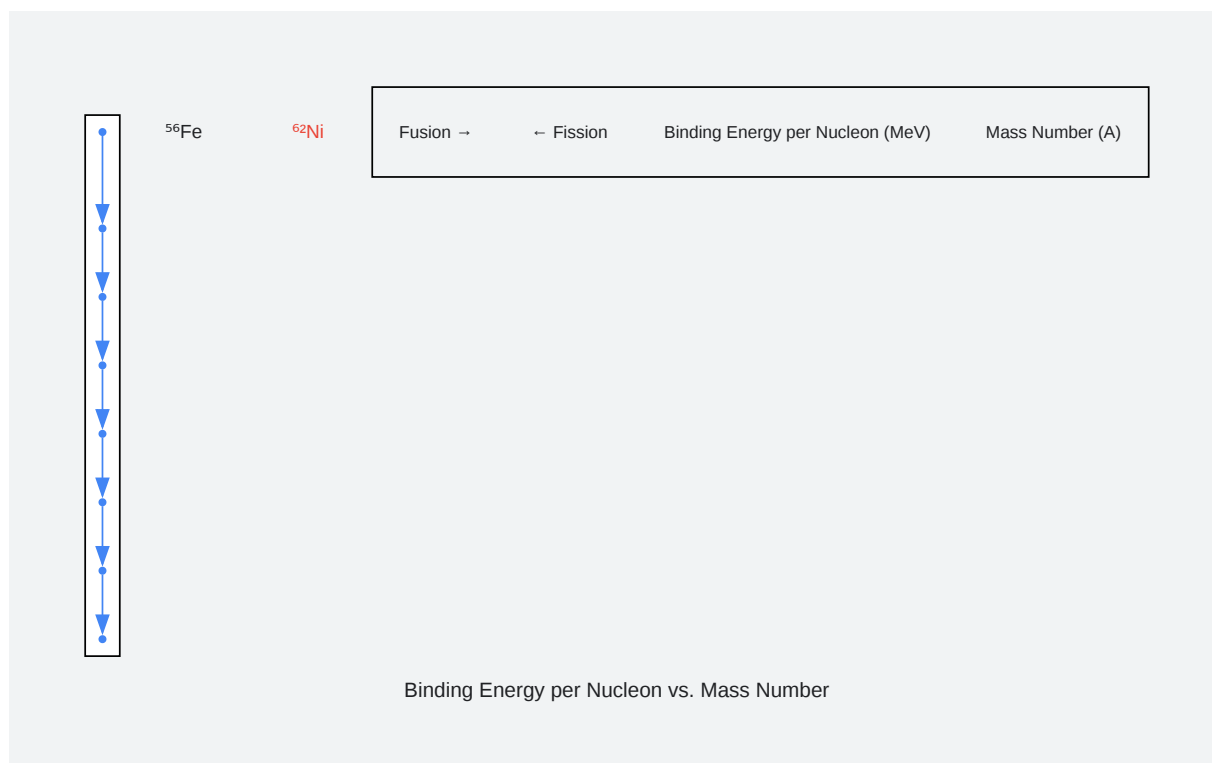 ⁵⁶Fe
⁶²Ni
Fusion →
← Fission
Binding Energy per Nucleon (MeV)
Mass Number (A)
Binding Energy per Nucleon vs. Mass Number